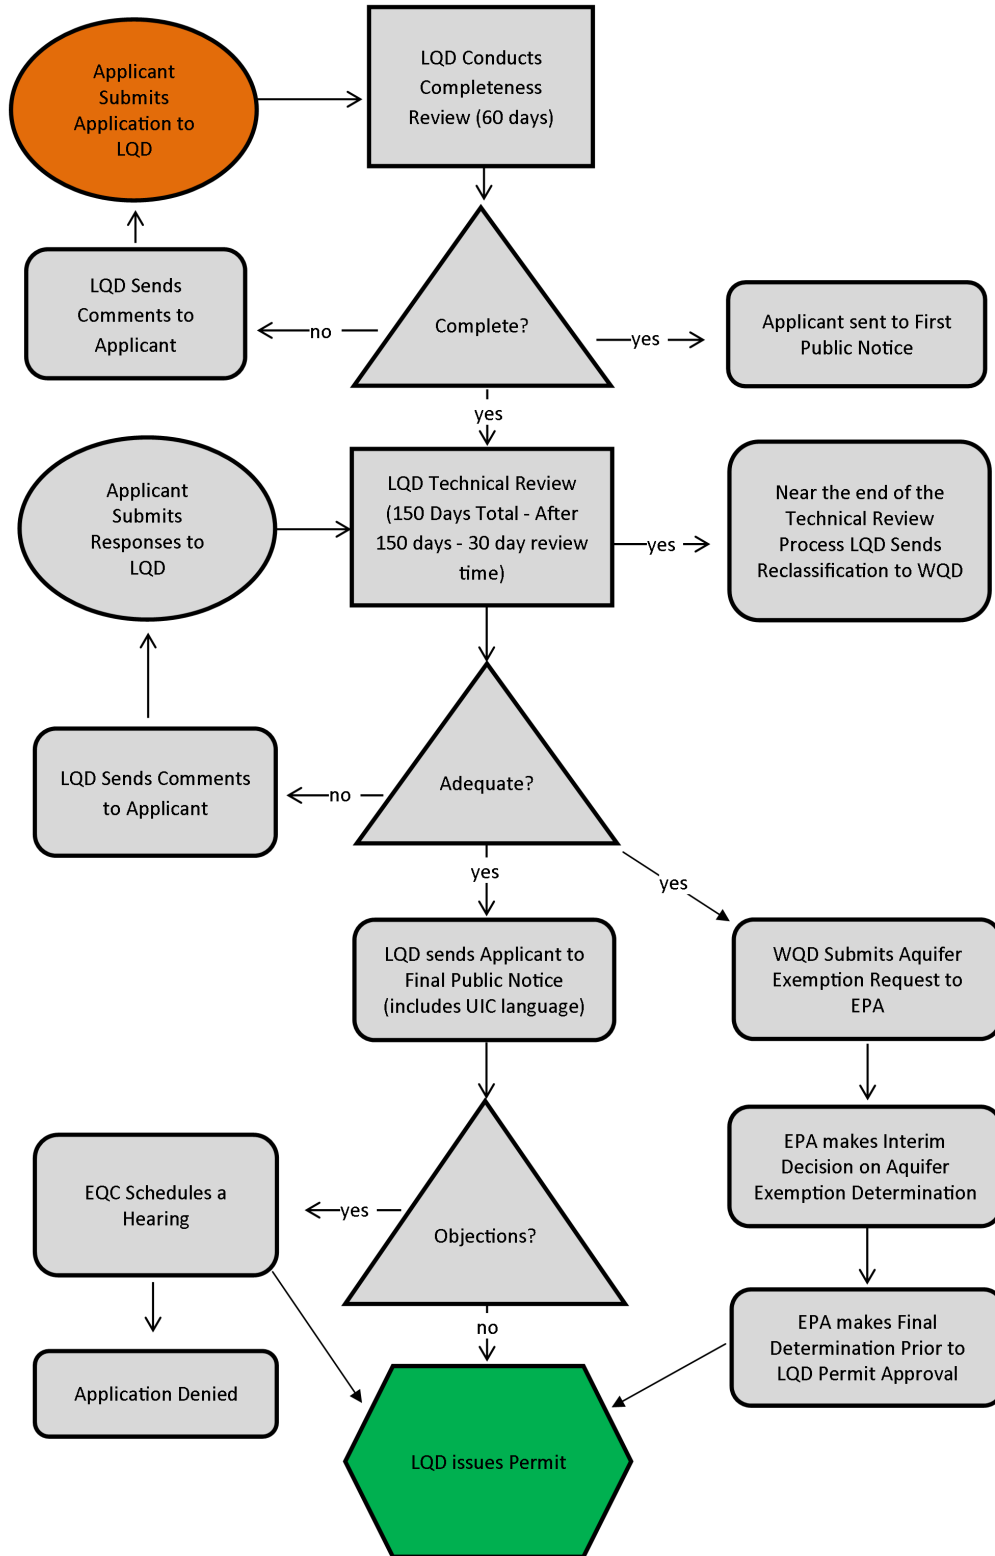 Applicant
Submits
Application to
LQD
LQD Conducts
Completeness
Review (60 days)
LQD Sends
Comments to
Applicant
no
Complete?
yes
Applicant sent to First
Public Notice
yes
Applicant
Submits
Responses to
LQD
LQD Technical Review
(150 Days Total - After
150 days - 30 day review
time)
yes
Near the end of the
Technical Review
Process LQD Sends
Reclassification to WQD
LQD Sends Comments
to Applicant
no
Adequate?
yes
yes
LQD sends Applicant to
Final Public Notice
(includes UIC language)
WQD Submits Aquifer
Exemption Request to
EPA
EPA makes Interim
Decision on Aquifer
Exemption Determination
EQC Schedules a
Hearing
yes
Objections?
no
EPA makes Final
Determination Prior to
LQD Permit Approval
Application Denied
LQD issues Permit